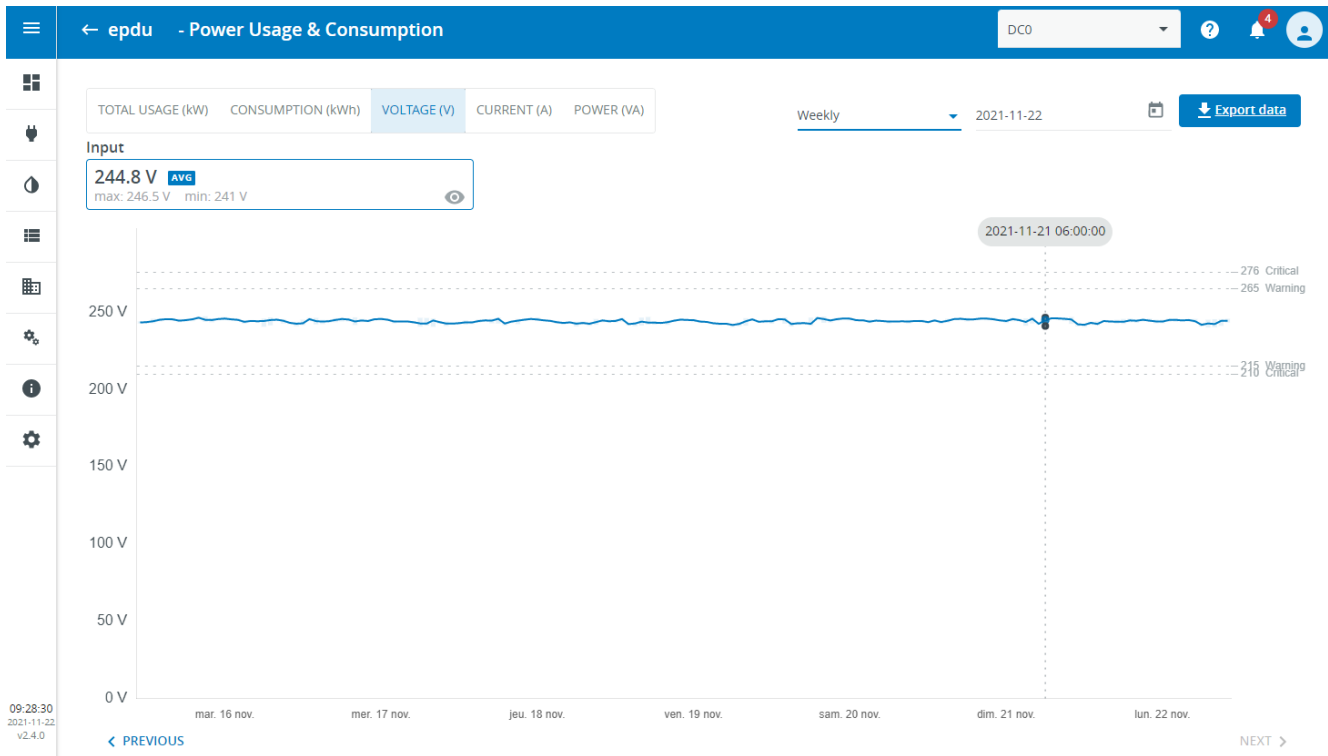 epdu - Power Usage & Consumption DC0 4
TOTAL USAGE (kW) CONSUMPTION (kWh) VOLTAGE (V) CURRENT (A) POWER (VA) Weekly 2021-11-22 Export data
Input
244.8 V AVG
max: 246.5 V min: 241 V
2021-11-21 06:00:00
276 Critical
265 Warning
250 V
215 Warning
210 Critical
200 V
150 V
100 V
50 V
0 V
mar. 16 nov. mer. 17 nov. jeu. 18 nov. ven. 19 nov. sam. 20 nov. dim. 21 nov. lun. 22 nov.
09:28:30
2021-11-22
v2.4.0
PREVIOUS NEXT